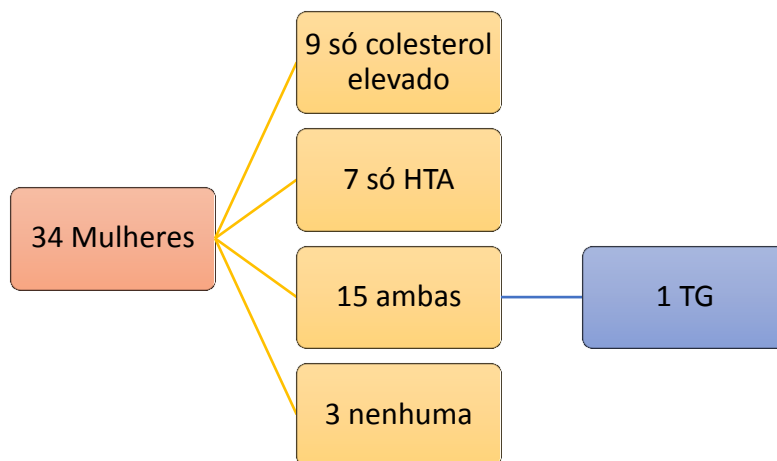 34 Mulheres
9 só colesterol
elevado
7 só HTA
15 ambas
3 nenhuma
1 TG